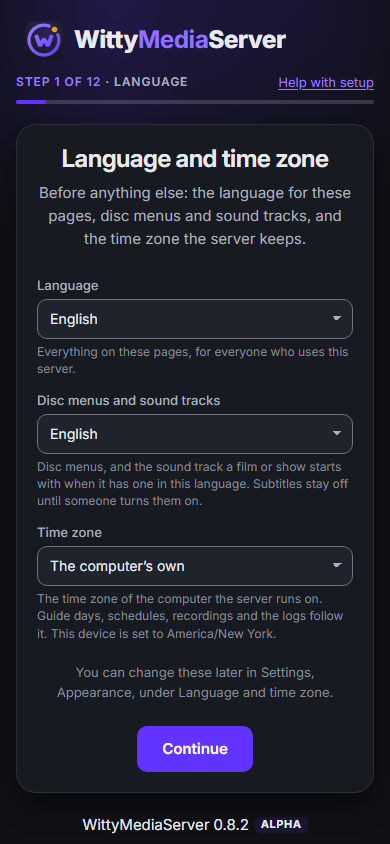 WittyMediaServer
STEP 1 OF 12 · LANGUAGE
Help with setup
Language and time zone
Before anything else: the language for these
pages, disc menus and sound tracks, and
the time zone the server keeps.
Language
English
Everything on these pages, for everyone who uses this
server.
Disc menus and sound tracks
English
Disc menus, and the sound track a film or show starts
with when it has one in this language. Subtitles stay off
until someone turns them on.
Time zone
The computer’s own
The time zone of the computer the server runs on.
Guide days, schedules, recordings and the logs follow
it. This device is set to America/New York.
You can change these later in Settings,
Appearance, under Language and time zone.
Continue
WittyMediaServer 0.8.2 ALPHA